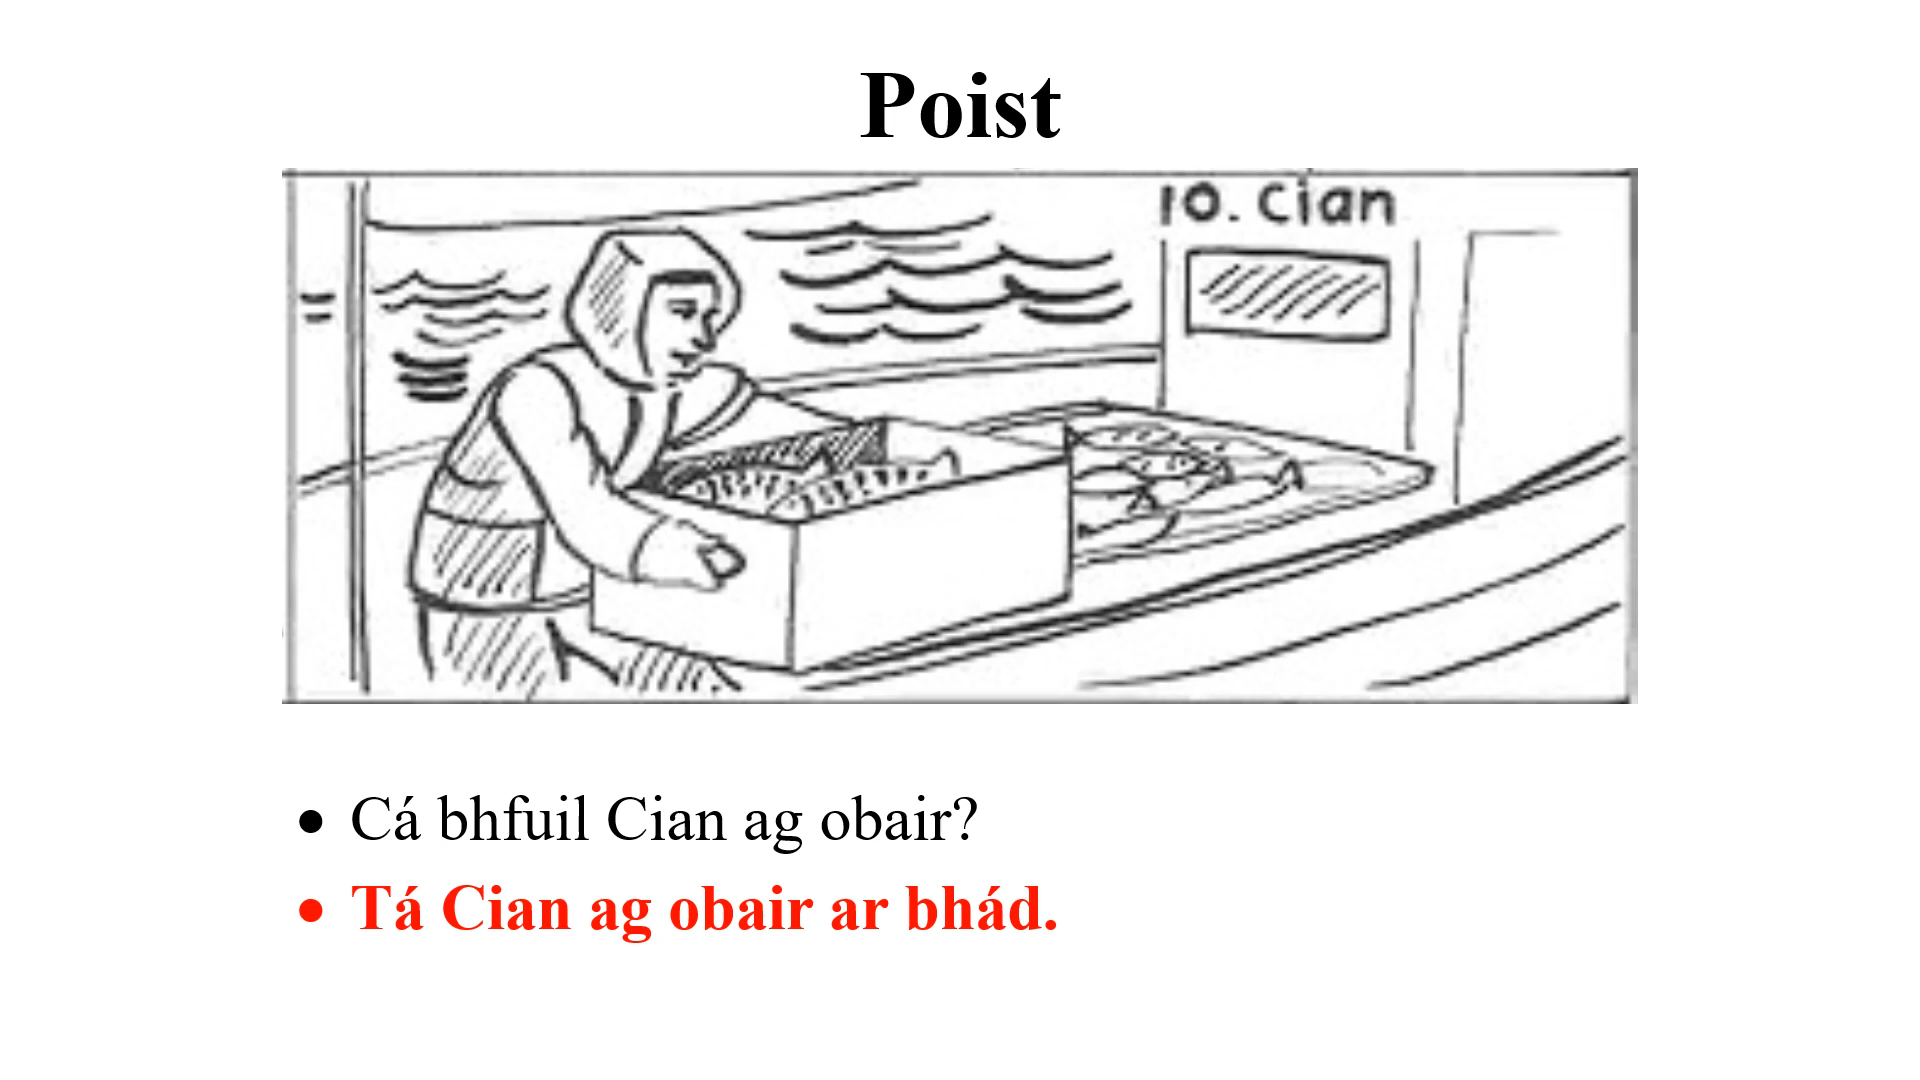 Poist
10. Cian
• Cá bhfuil Cian ag obair?
• Tá Cian ag obair ar bhád.